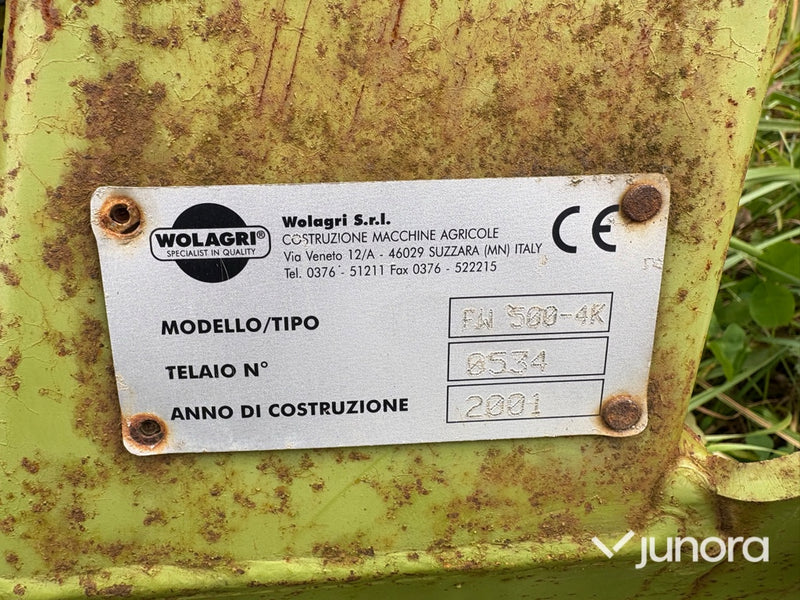 WOLAGRI®
SPECIALIST IN QUALITY
Wolagri S.r.l.
COSTRUZIONE MACCHINE AGRICOLE
Via Veneto 12/A - 46029 SUZZARA (MN) ITALY
Tel. 0376 - 51211 Fax 0376 - 522215
CE
MODELLO/TIPO FW 500-4K
TELAIO N° 0534
ANNO DI COSTRUZIONE 2001
junora